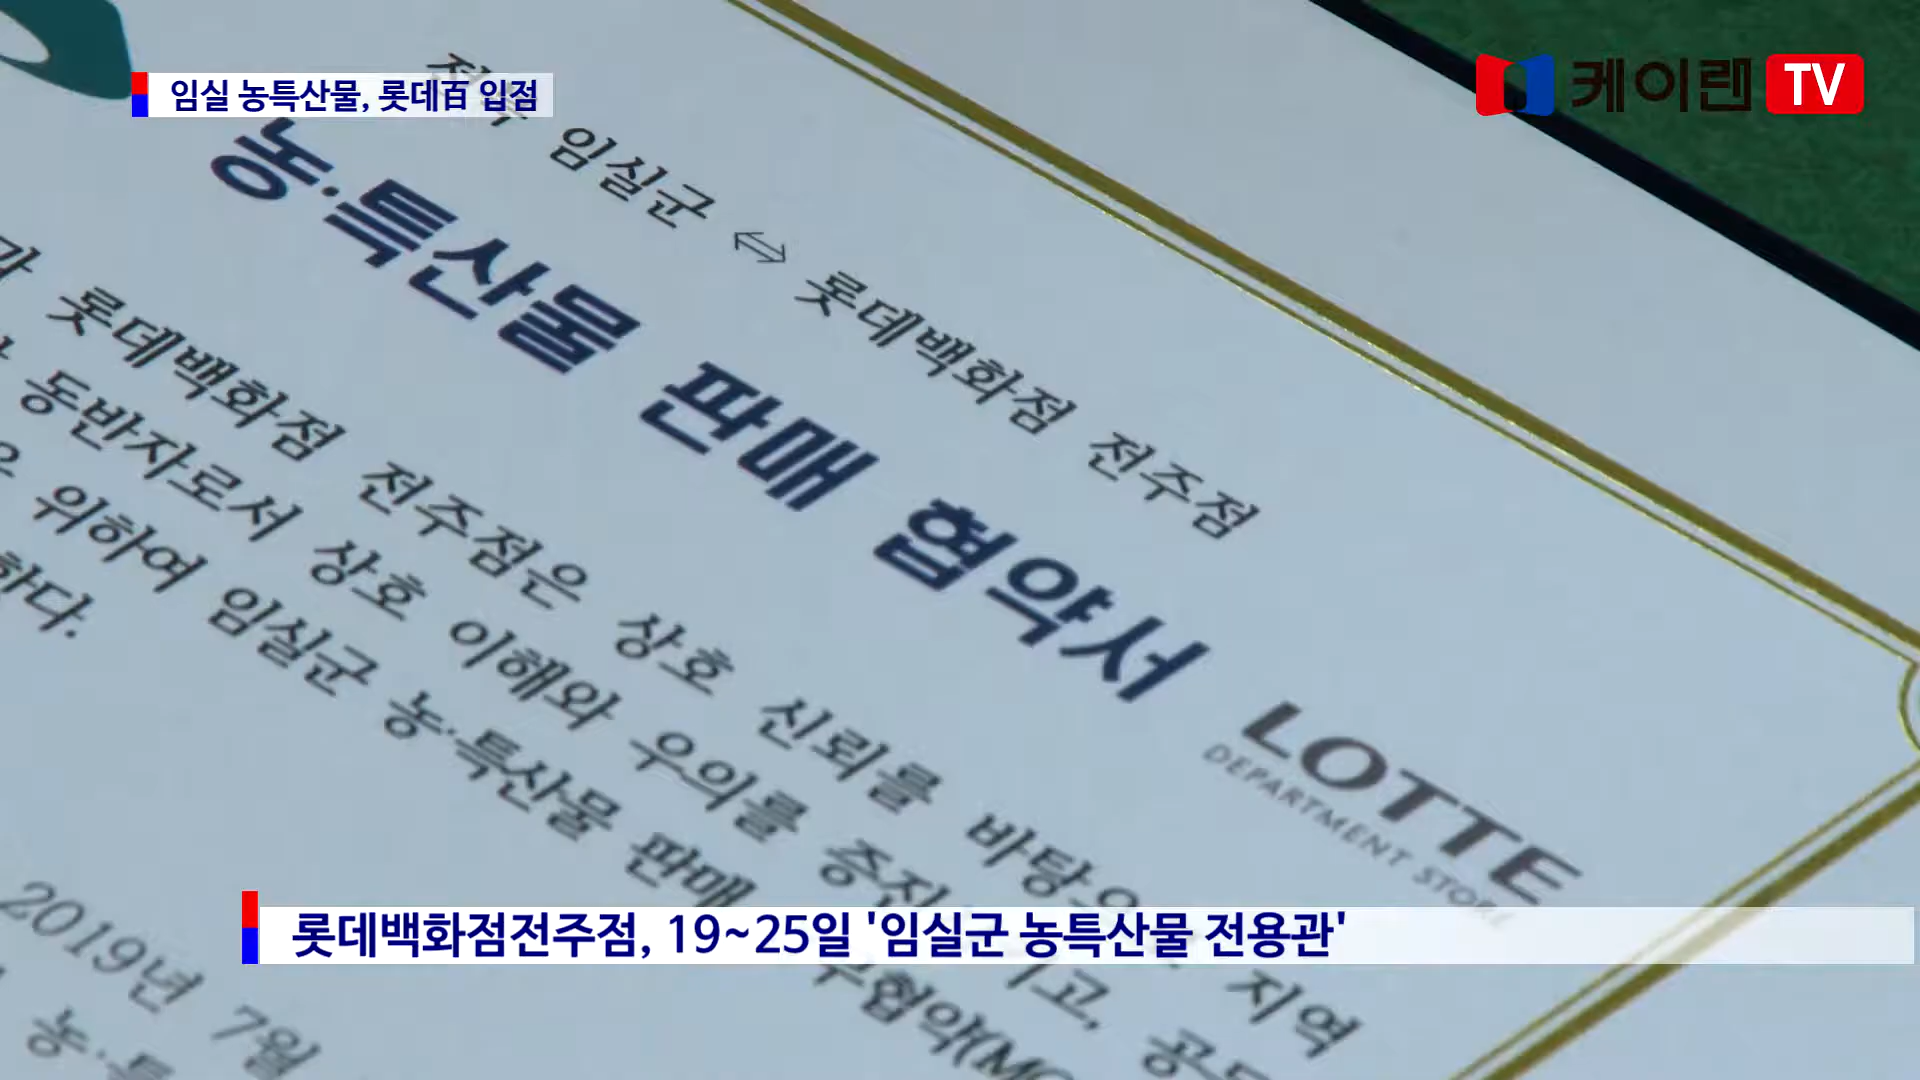 임실 농특산물, 롯데百 입점
케이렌 TV
임실군 ⇔ 롯데백화점 전주점
농·특산물 판매 협약서
LOTTE
DEPARTMENT STORE
롯데백화점 전주점은 상호 신뢰를 지역
동반자로서 상호 이해와 우의를
위하여 임실군 농·특산물 판매
하다.
2019년 7월
롯데백화점전주점, 19~25일 '임실군 농특산물 전용관'